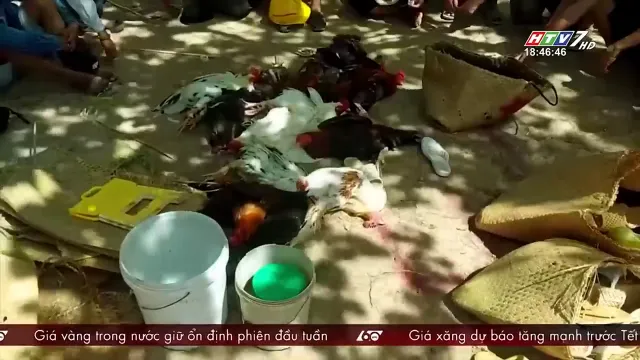 HTV7 HD
18:46:46
Giá vàng trong nước giữ ổn định phiên đầu tuần
60
Giá xăng dự báo tăng mạnh trước Tết